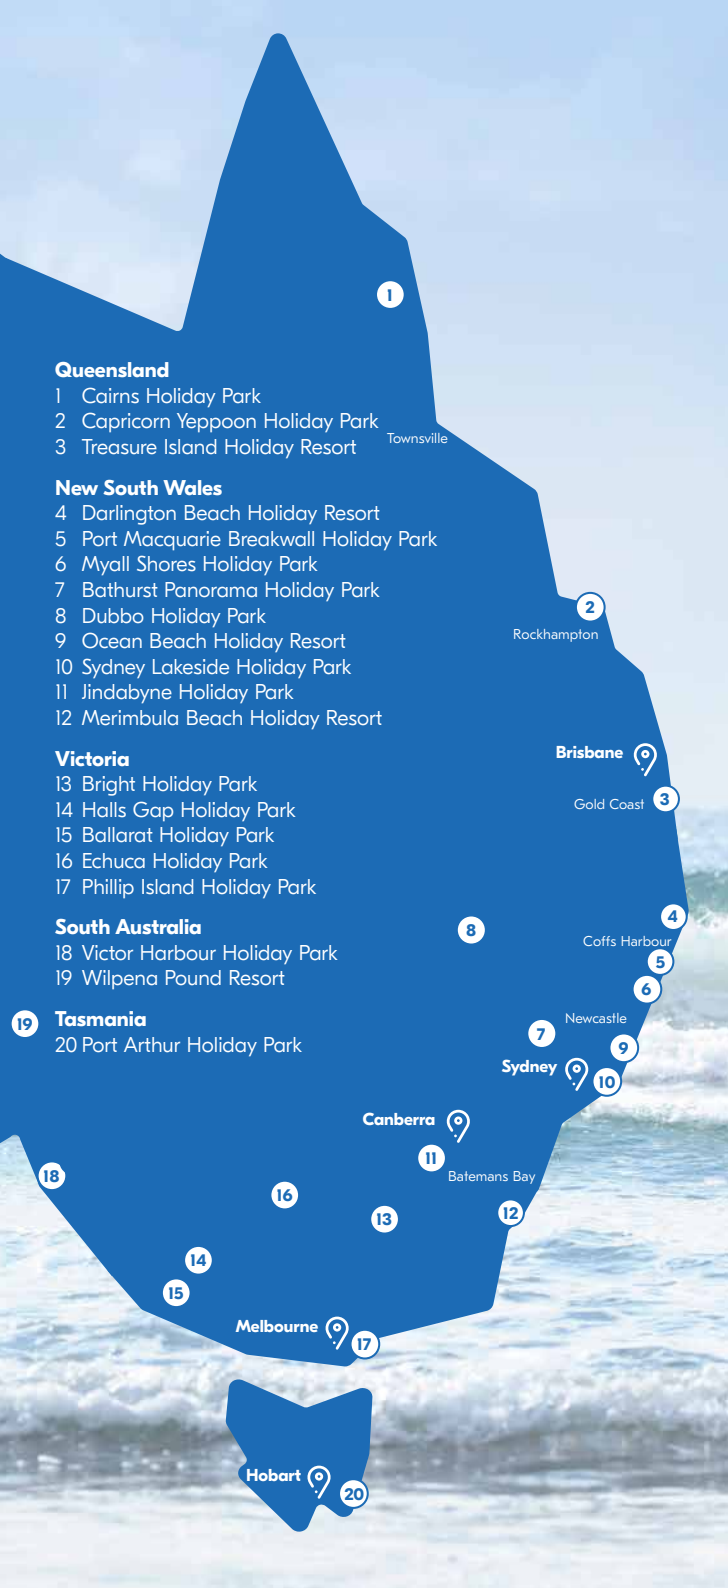 1
Queensland
1 Cairns Holiday Park
2 Capricorn Yeppoon Holiday Park
3 Treasure Island Holiday Resort
Townsville
New South Wales
4 Darlington Beach Holiday Resort
5 Port Macquarie Breakwall Holiday Park
6 Myall Shores Holiday Park
7 Bathurst Panorama Holiday Park
8 Dubbo Holiday Park
9 Ocean Beach Holiday Resort
10 Sydney Lakeside Holiday Park
11 Jindabyne Holiday Park
12 Merimbula Beach Holiday Resort
2
Rockhampton
Victoria
13 Bright Holiday Park
14 Halls Gap Holiday Park
15 Ballarat Holiday Park
16 Echuca Holiday Park
17 Phillip Island Holiday Park
Brisbane
Gold Coast
3
South Australia
18 Victor Harbour Holiday Park
19 Wilpena Pound Resort
8
4
Coffs Harbour
5
6
19
Tasmania
20 Port Arthur Holiday Park
Newcastle
7
9
Sydney
10
Canberra
11
Batemans Bay
18
16
13
12
14
15
Melbourne
17
Hobart
20